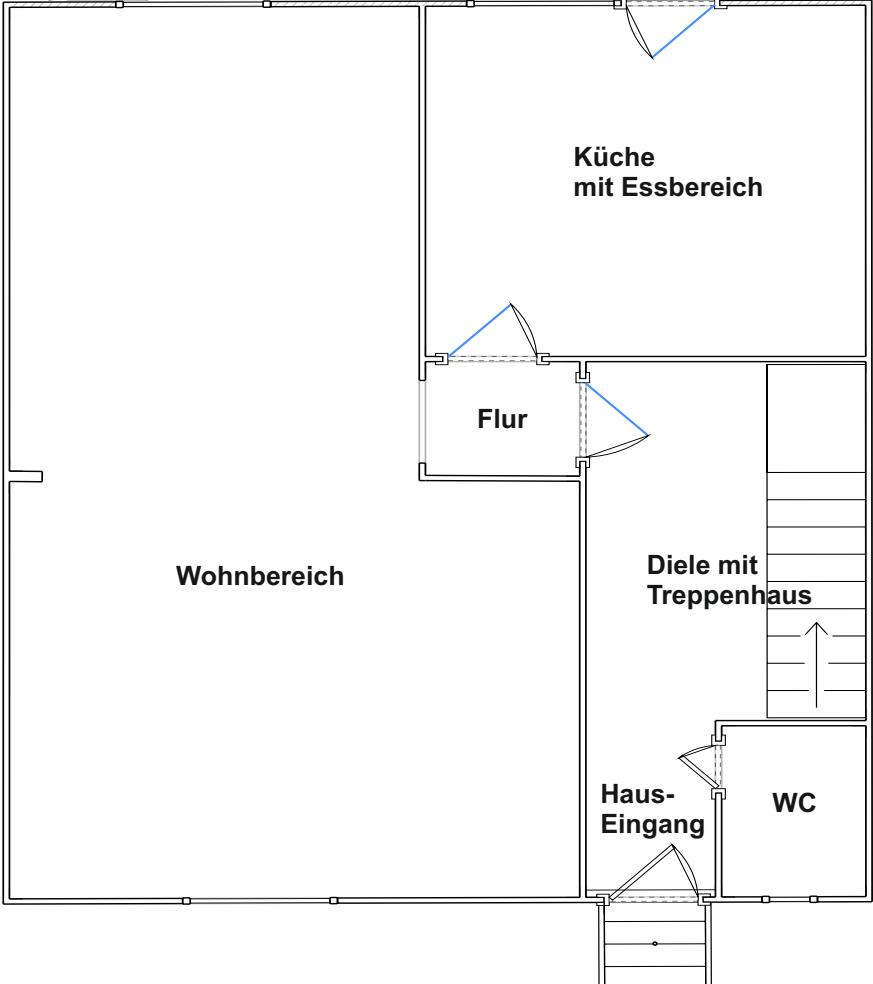 Küche
mit Essbereich
Flur
Wohnbereich
Diele mit
Treppenhaus
Haus-
Eingang
WC